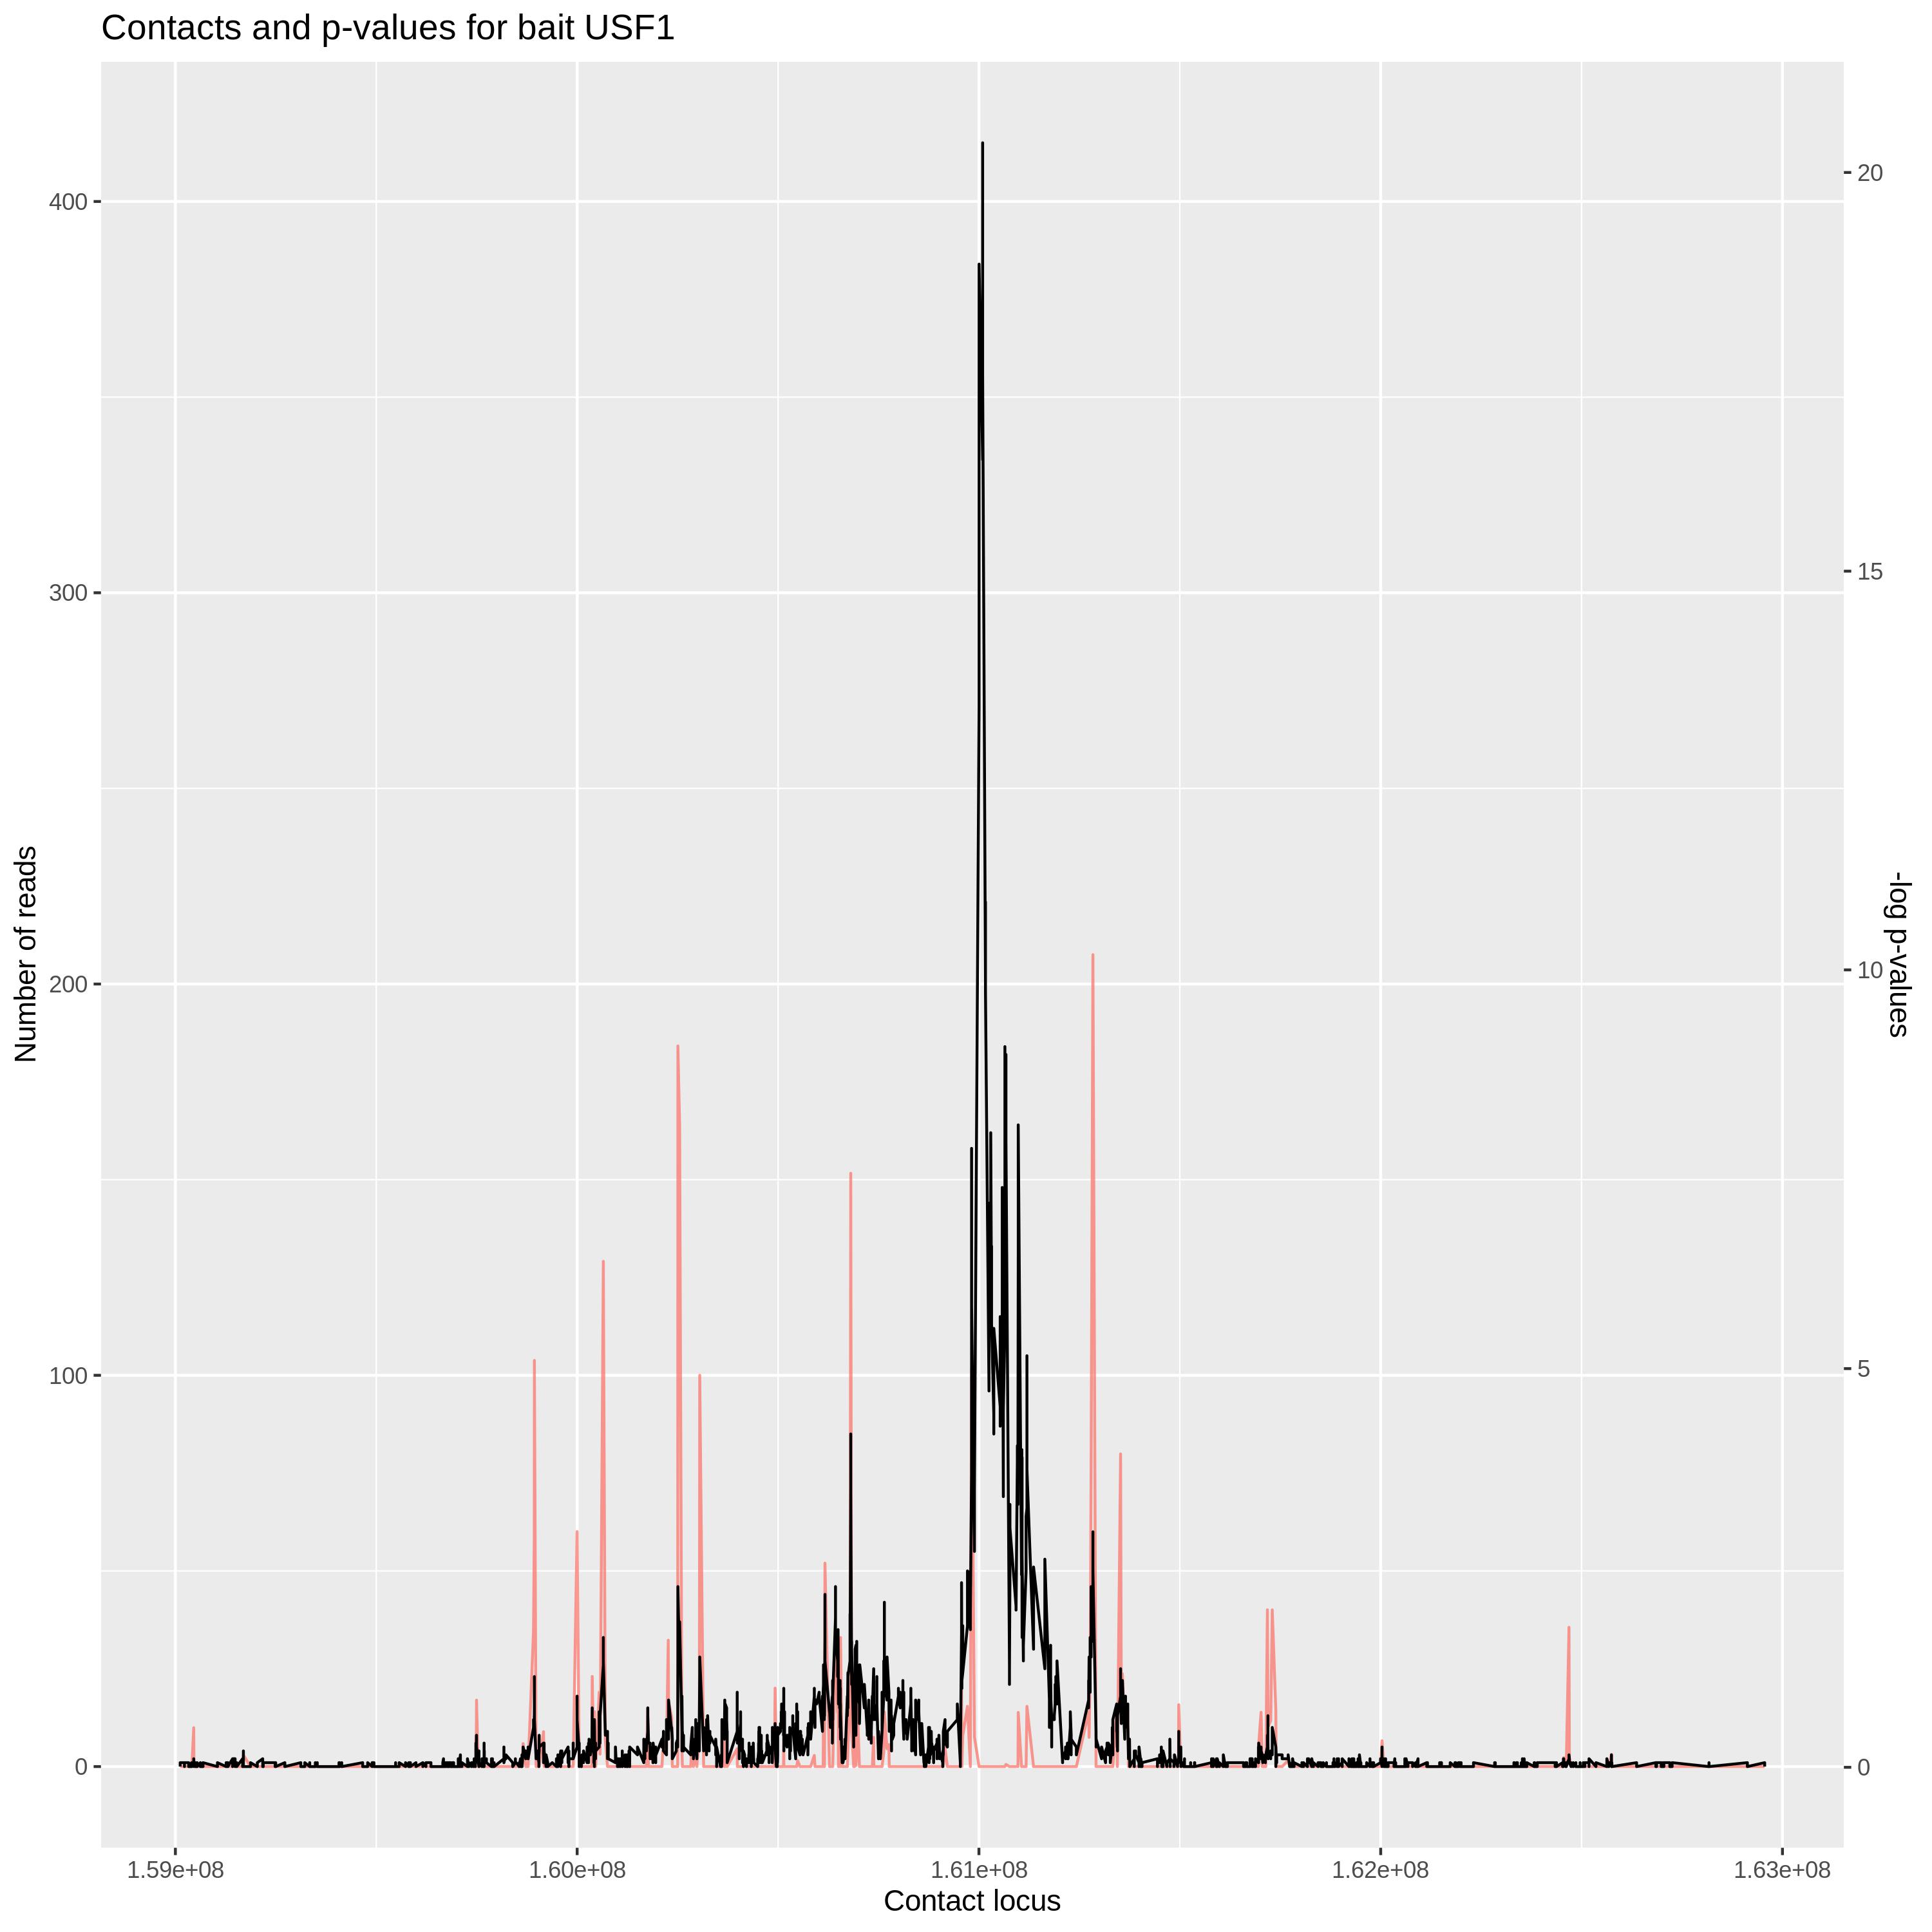 Contacts and p-values for bait USF1
400
300
200
100
0
20
15
10
5
0
Number of reads
-log p-values
1.59e+08
1.60e+08
1.61e+08
1.62e+08
1.63e+08
Contact locus